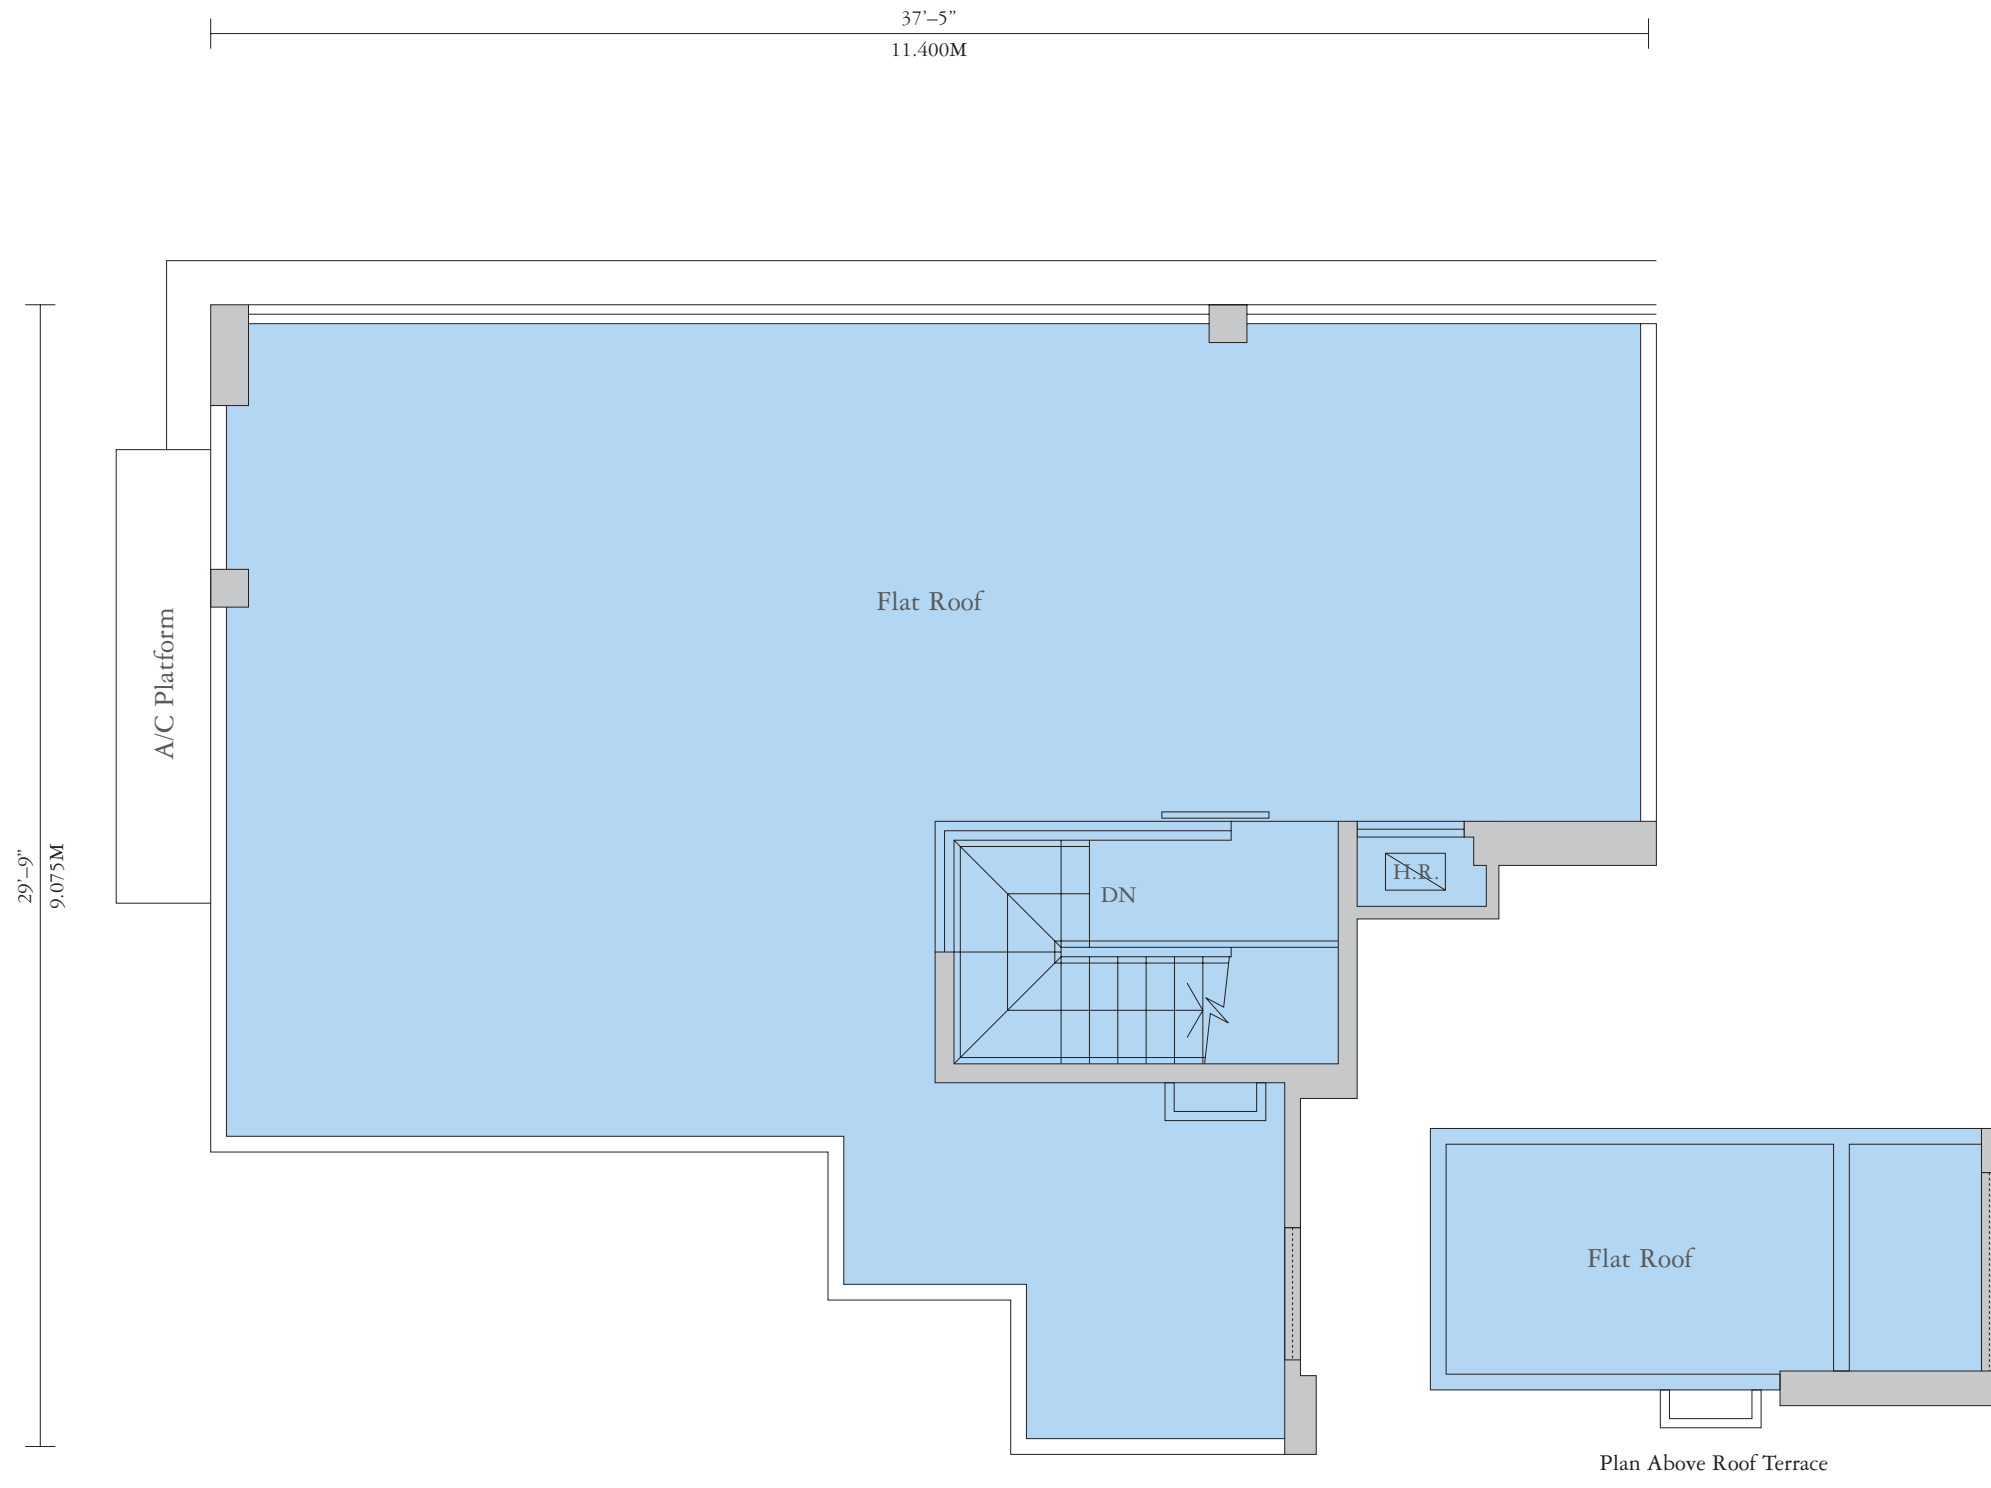 37’–5”
11.400M
Flat Roof
A/C Platform
29’–9”
9.075M
H.R.
DN
Flat Roof
Plan Above Roof Terrace